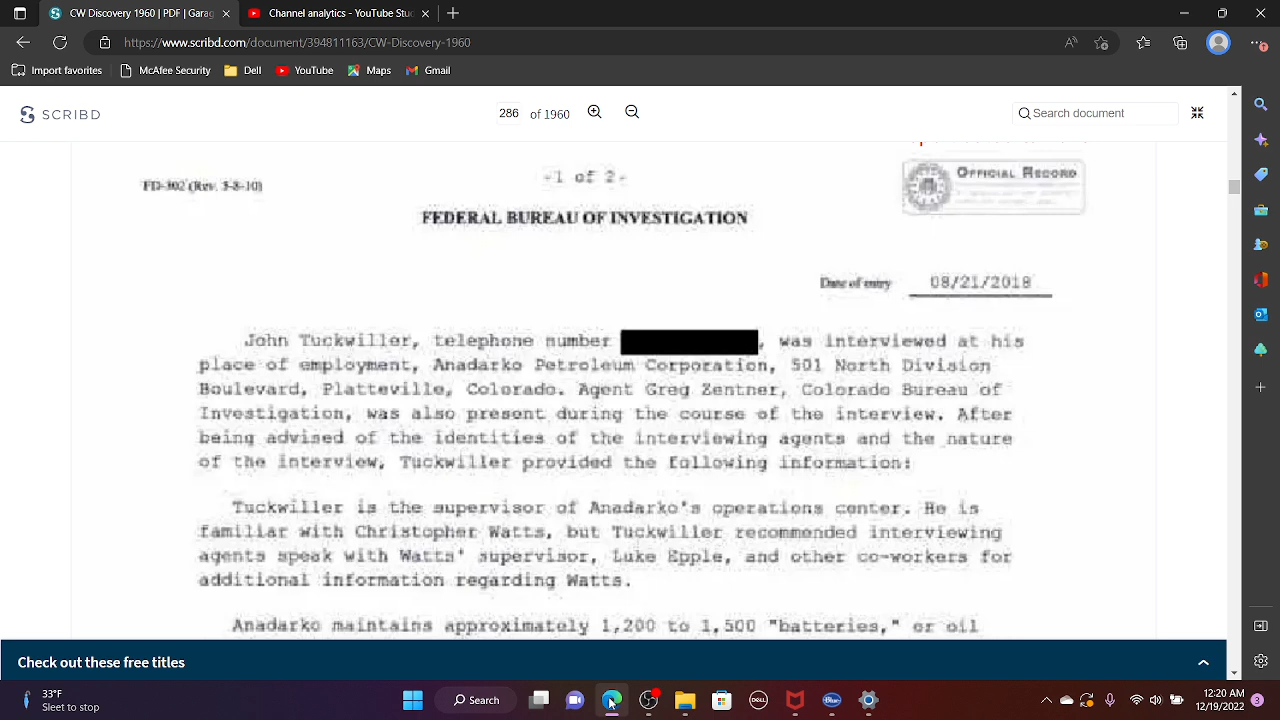 CW Discovery 1960 | PDF | Garag
Channel analytics - YouTube Stu
https://www.scribd.com/document/394811163/CW-Discovery-1960
Import favorites
McAfee Security
Dell
YouTube
Maps
Gmail
SCRIBD
286 of 1960
Search document
FD-302 (Rev. 5-8-10)
-1 of 2-
OFFICIAL RECORD
FEDERAL BUREAU OF INVESTIGATION
Date of entry 08/21/2018
John Tuckwiller, telephone number , was interviewed at his
place of employment, Anadarko Petroleum Corporation, 501 North Division
Boulevard, Platteville, Colorado. Agent Greg Zentner, Colorado Bureau of
Investigation, was also present during the course of the interview. After
being advised of the identities of the interviewing agents and the nature
of the interview, Tuckwiller provided the following information:
Tuckwiller is the supervisor of Anadarko's operations center. He is
familiar with Christopher Watts, but Tuckwiller recommended interviewing
agents speak with Watts' supervisor, Luke Epple, and other co-workers for
additional information regarding Watts.
Anadarko maintains approximately 1,200 to 1,500 "batteries," or oil
Check out these free titles
33°F
Sleet to stop
Search
DELL
Blue
12:20 AM
12/19/2022
3